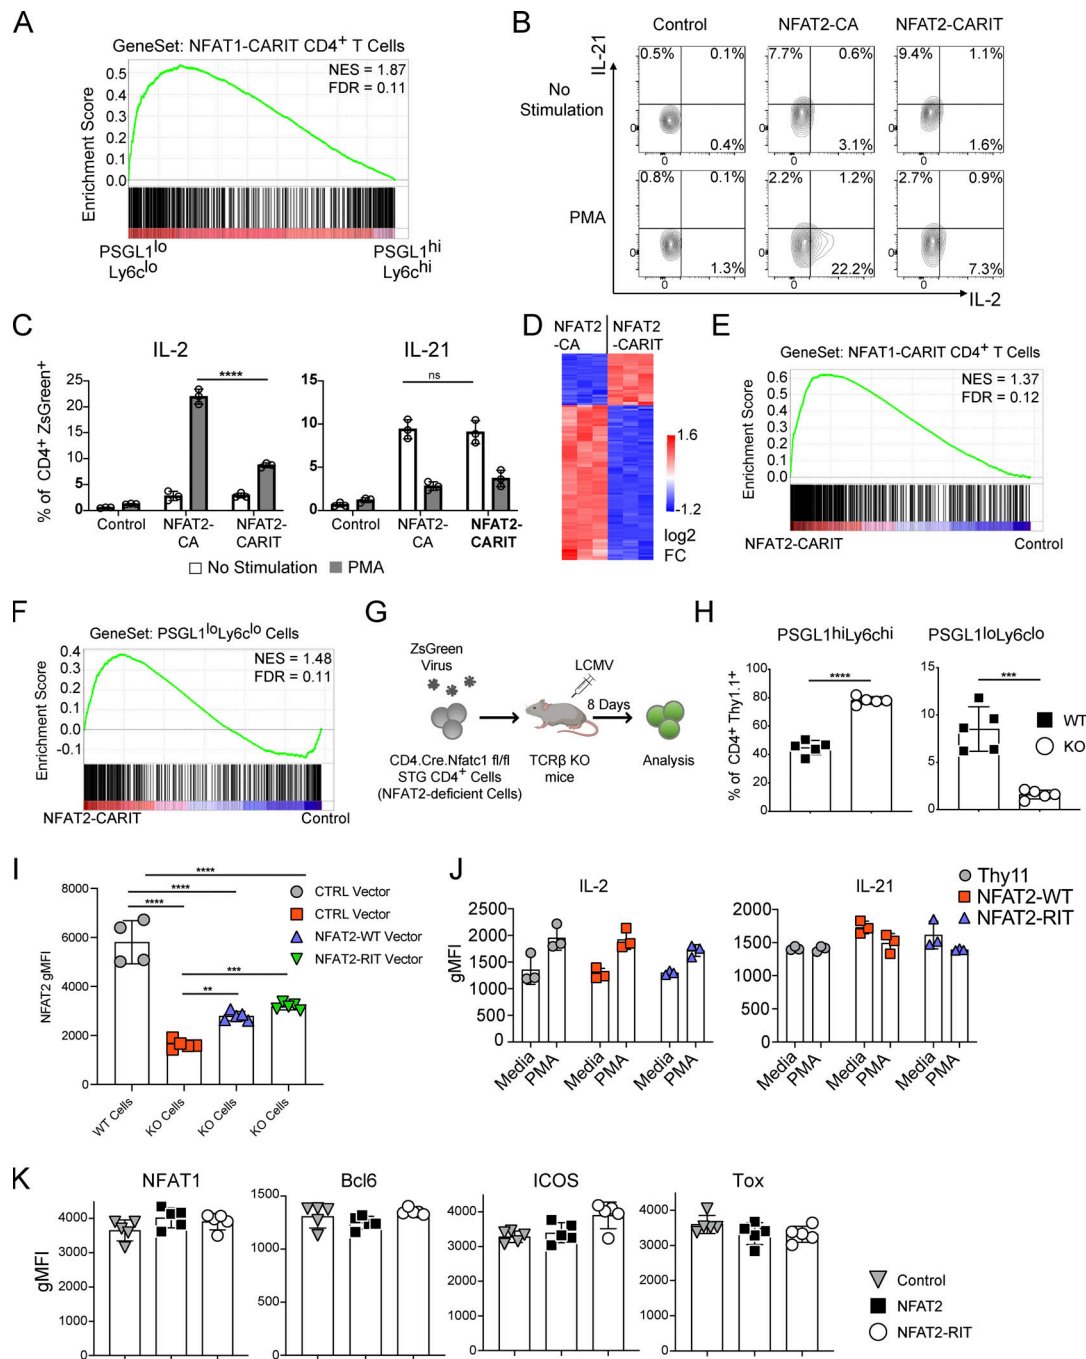 A
GeneSet: NFAT1-CARIT CD4+ T Cells
NES = 1.87
FDR = 0.11
Enrichment Score
0.5
0.4
0.3
0.2
0.1
0.0
PSGL1lo
Ly6clo
PSGL1hi
Ly6chi
B
Control
NFAT2-CA
NFAT2-CARIT
IL-21
No
Stimulation
0.5%
0.1%
0.4%
7.7%
0.6%
3.1%
9.4%
1.1%
1.6%
0
0
0
0
0
0
PMA
0.8%
0.1%
1.3%
2.2%
1.2%
22.2%
2.7%
0.9%
7.3%
0
0
0
0
0
0
IL-2
C
IL-2
IL-21
% of CD4+ ZsGreen+
25
20
15
10
5
0
****
Control
NFAT2-
CA
NFAT2-
CARIT
15
10
5
0
ns
Control
NFAT2-
CA
NFAT2-
CARIT
No Stimulation
PMA
D
NFAT2
-CA
NFAT2
-CARIT
1.6
-1.2
log2
FC
E
GeneSet: NFAT1-CARIT CD4+ T Cells
NES = 1.37
FDR = 0.12
Enrichment Score
0.6
0.4
0.2
0.0
NFAT2-CARIT
Control
F
GeneSet: PSGL1loLy6clo Cells
NES = 1.48
FDR = 0.11
Enrichment Score
0.4
0.3
0.2
0.1
0.0
-0.1
NFAT2-CARIT
Control
G
ZsGreen
Virus
LCMV
8 Days
CD4.Cre.Nfatc1 fl/fl
STG CD4+ Cells
(NFAT2-deficient Cells)
TCRβ KO
mice
Analysis
H
PSGL1hiLy6chi
PSGL1loLy6clo
% of CD4+ Thy1.1+
100
80
60
40
20
0
****
15
10
5
0
***
WT
KO
I
NFAT2 gMFI
8000
6000
4000
2000
0
****
****
****
***
**
CTRL Vector
CTRL Vector
NFAT2-WT Vector
NFAT2-RIT Vector
WT Cells
KO Cells
KO Cells
KO Cells
J
IL-2
IL-21
Thy11
NFAT2-WT
NFAT2-RIT
gMFI
2500
2000
1500
1000
500
0
Media
PMA
Media
PMA
Media
PMA
2000
1500
1000
500
0
Media
PMA
Media
PMA
Media
PMA
K
NFAT1
Bcl6
ICOS
Tox
gMFI
4000
3000
2000
1000
0
1500
1000
500
0
4000
3000
2000
1000
0
4000
3000
2000
1000
0
Control
NFAT2
NFAT2-RIT